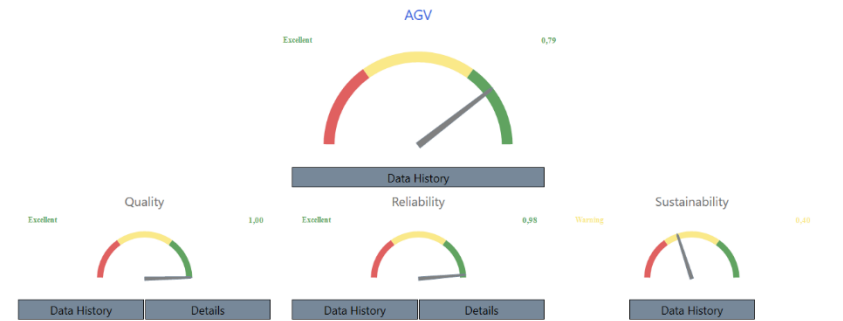 AGV
Excellent 0,79
Data History
Quality Reliability Sustainability
Excellent 1,00 Excellent 0,98 Warning 0,40
Data History Details Data History Details Data History